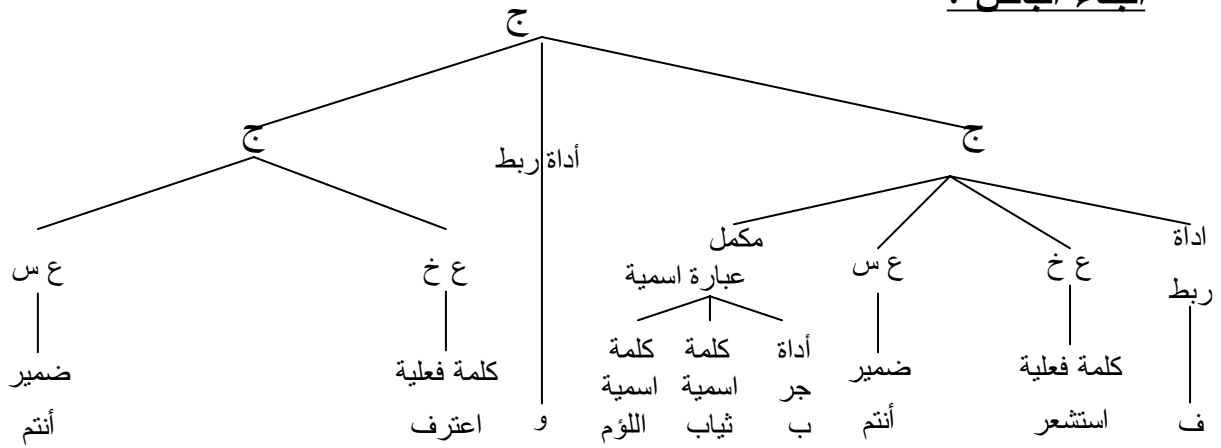 ج
ج ج
أداة ربط
اداة ربط
مكمل
ع خ ع س عبارة اسمية ع خ ع س
كلمة فعلية ضمير أداة جر كلمة اسمية كلمة اسمية كلمة فعلية ضمير
ف استشعر أنتم ب ثياب اللؤم و اعترف أنتم